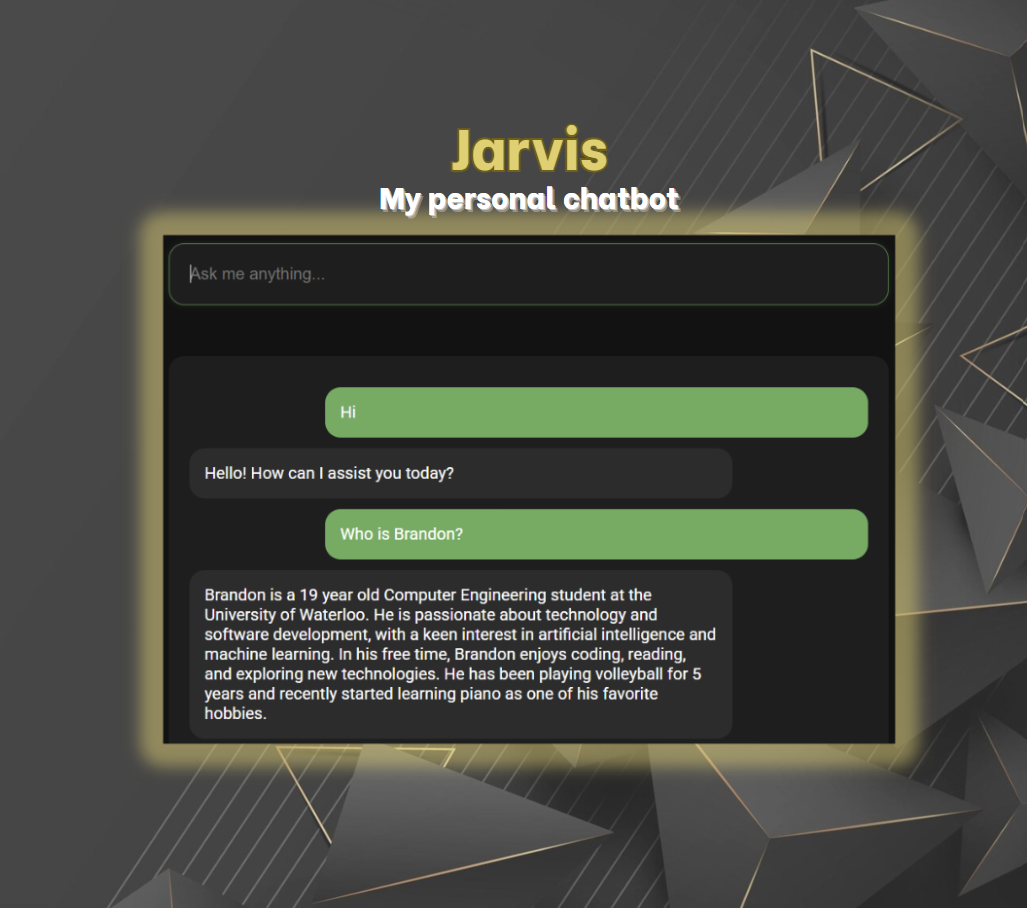 Jarvis
My personal chatbot
Ask me anything...
Hi
Hello! How can I assist you today?
Who is Brandon?
Brandon is a 19 year old Computer Engineering student at the
University of Waterloo. He is passionate about technology and
software development, with a keen interest in artificial intelligence and
machine learning. In his free time, Brandon enjoys coding, reading,
and exploring new technologies. He has been playing volleyball for 5
years and recently started learning piano as one of his favorite
hobbies.